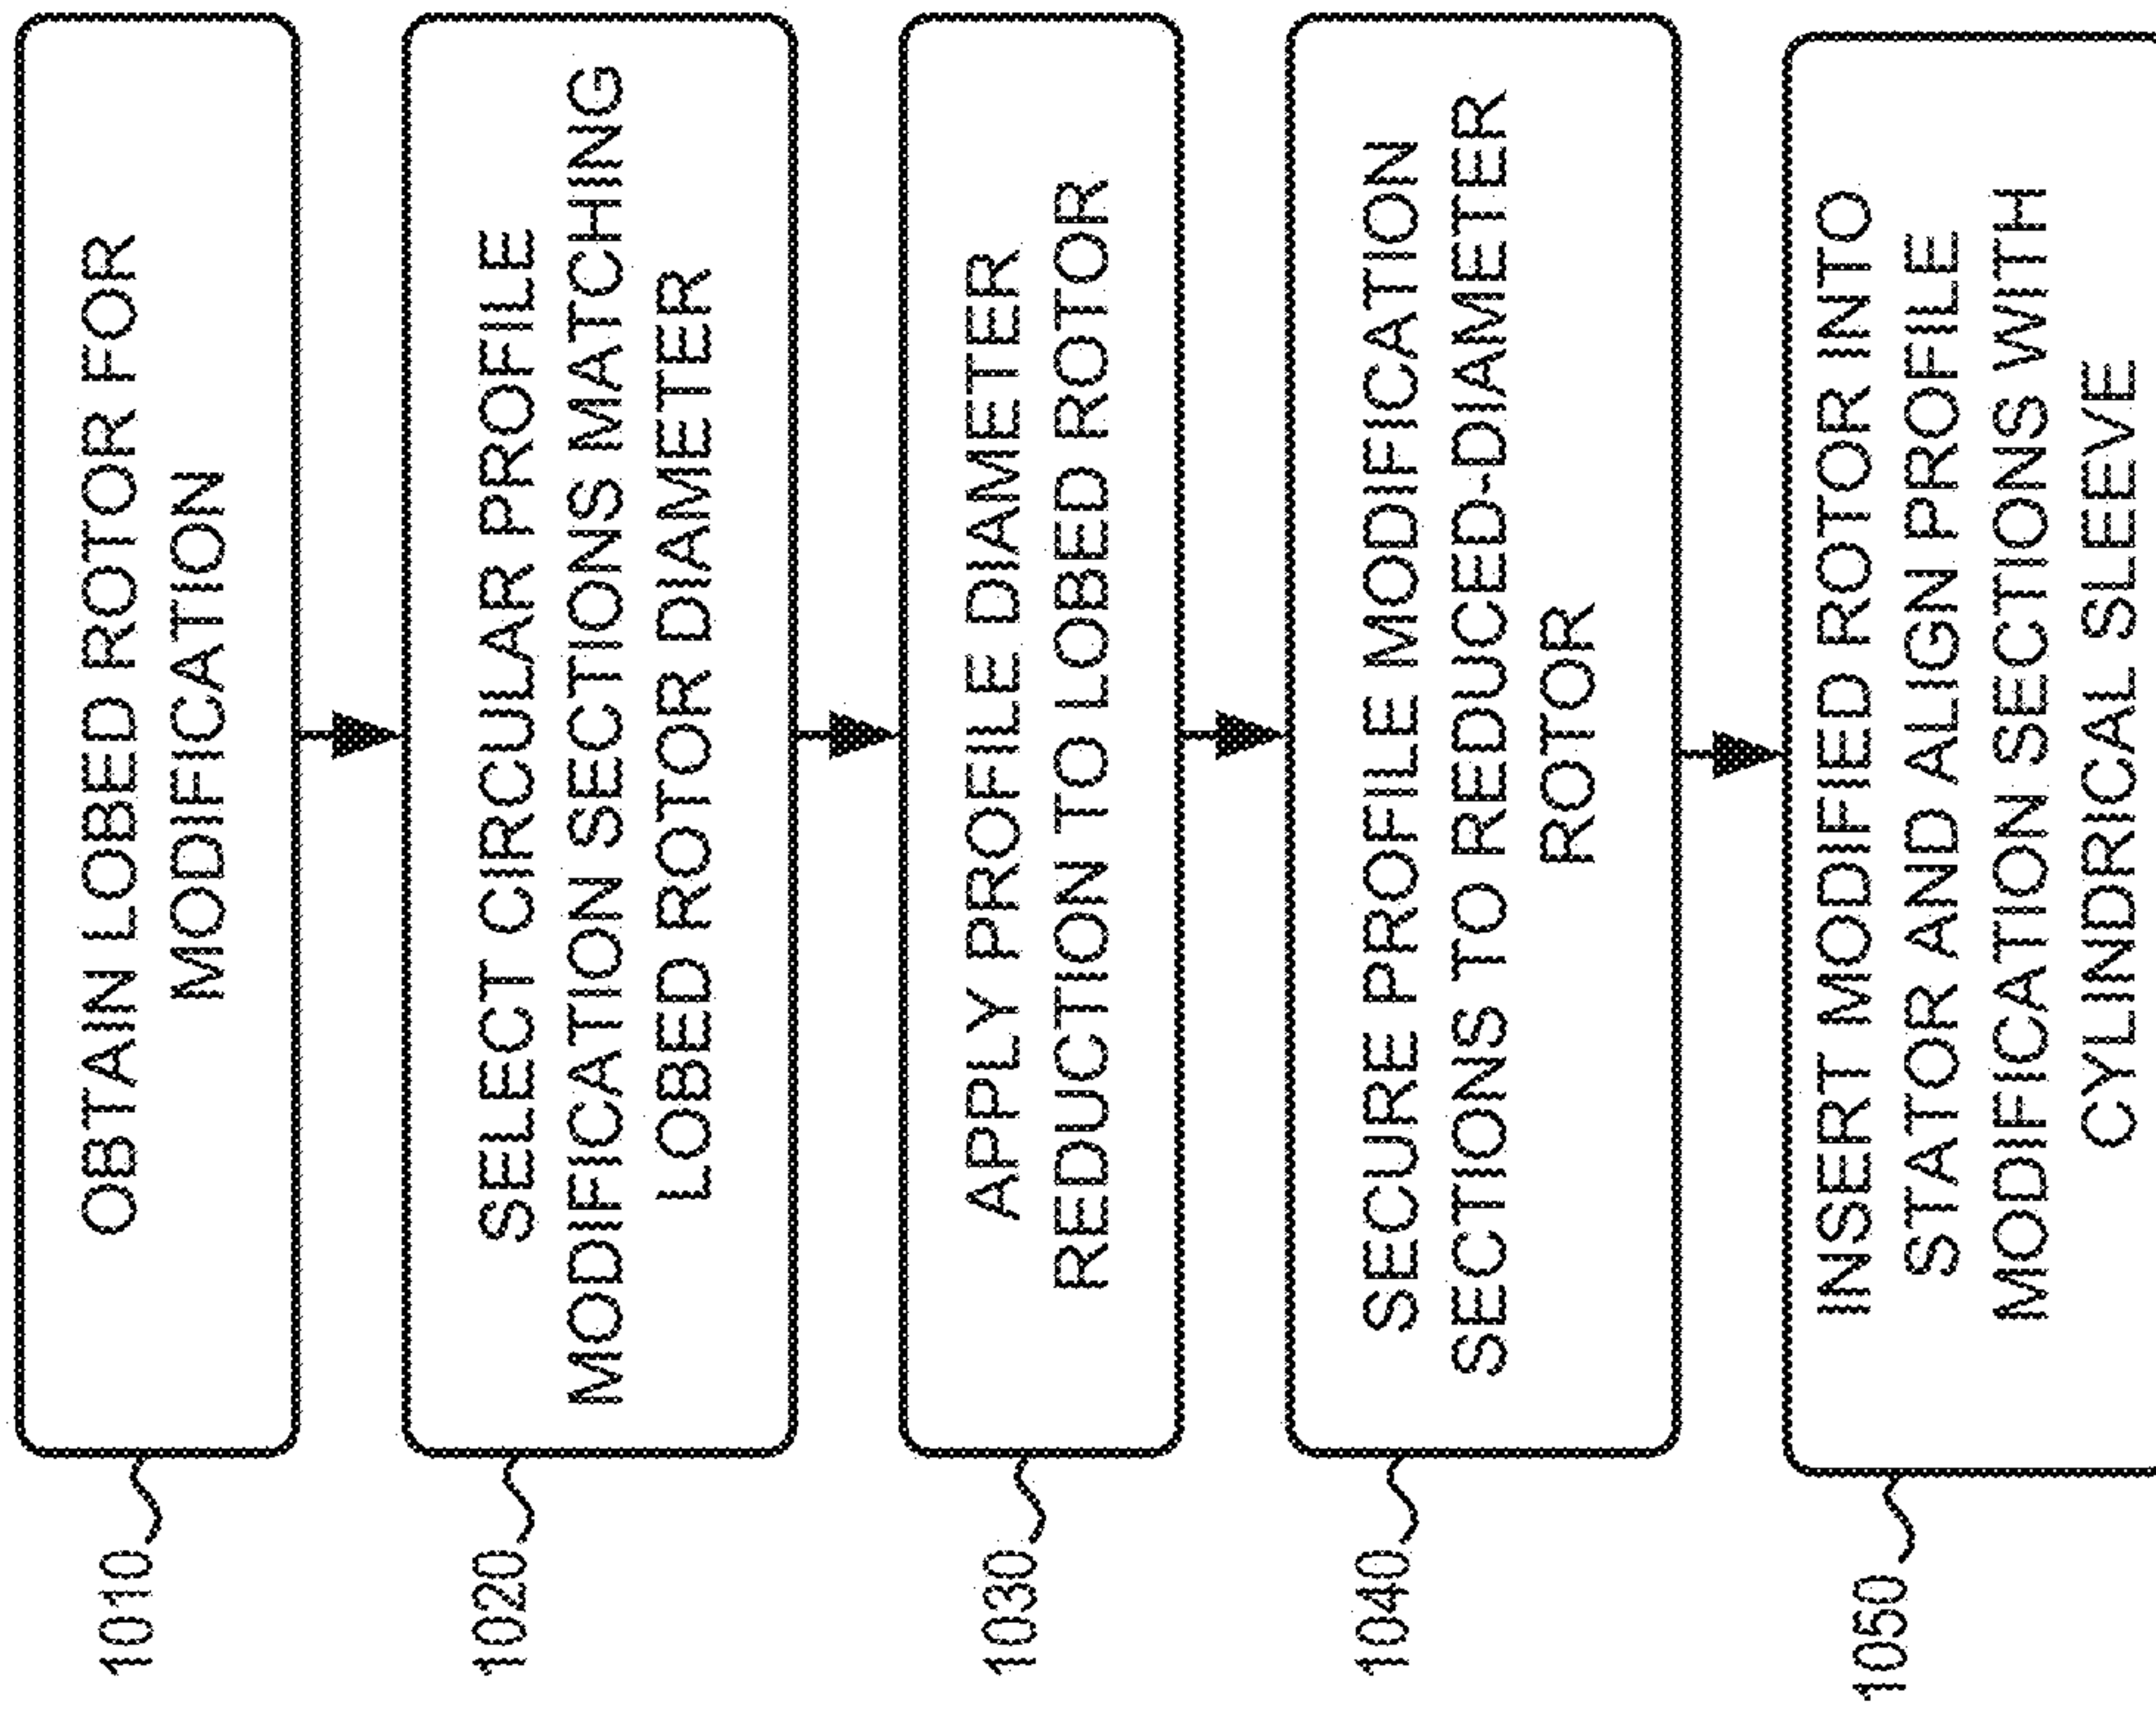 1010
OBTAIN LOBED ROTOR FOR
MODIFICATION
1020
SELECT CIRCULAR PROFILE
MODIFICATION SECTIONS MATCHING
LOBED ROTOR DIAMETER
1030
APPLY PROFILE DIAMETER
REDUCTION TO LOBED ROTOR
1040
SECURE PROFILE MODIFICATION
SECTIONS TO REDUCED-DIAMETER
ROTOR
1050
INSERT MODIFIED ROTOR INTO
STATOR AND ALIGN PROFILE
MODIFICATION SECTIONS WITH
CYLINDRICAL SLEEVE